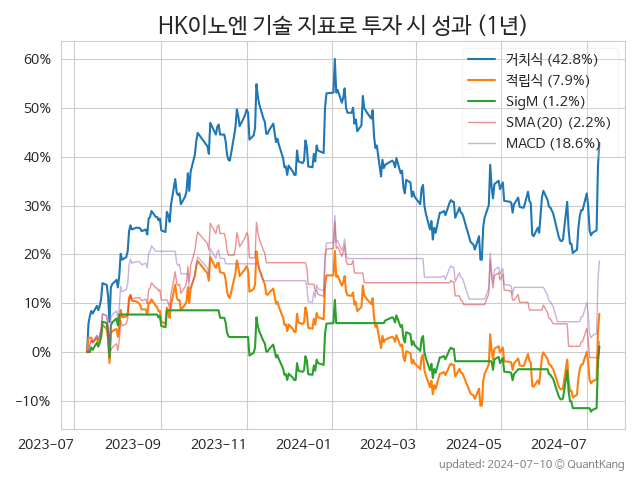 HK이노엔 기술 지표로 투자 시 성과 (1년)
60%
50%
40%
30%
20%
10%
0%
−10%
거치식 (42.8%)
적립식 (7.9%)
SigM (1.2%)
SMA(20) (2.2%)
MACD (18.6%)
2023-07
2023-09
2023-11
2024-01
2024-03
2024-05
2024-07
updated: 2024-07-10 © QuantKang